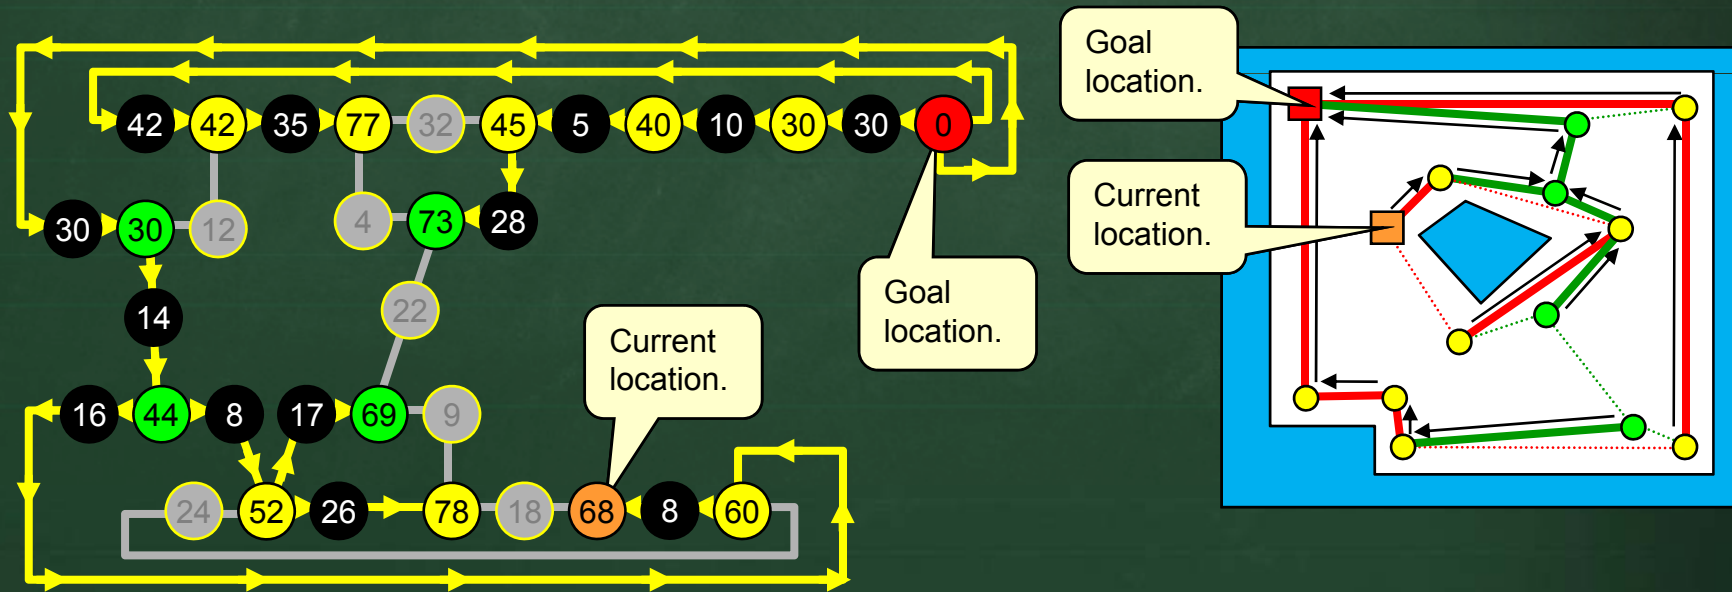 42 42 35 77 32 45 5 40 10 30 30 0
30 30 12 4 73 28
14 22
16 44 8 17 69 9
24 52 26 78 18 68 8 60
Current
location.
Goal
location.
Goal
location.
Current
location.